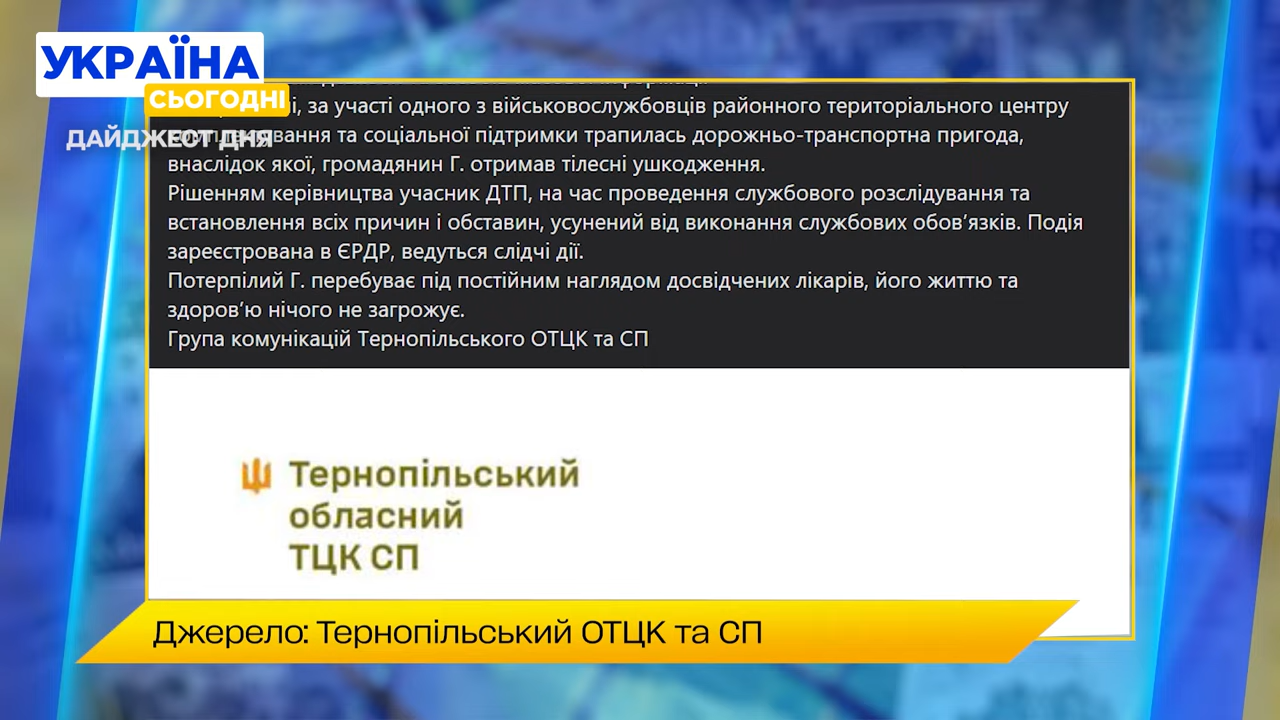 УКРАЇНА
СЬОГОДНІ
ДАЙДЖЕСТ ДНЯ
за участі одного з військовослужбовців районного територіального центру
та соціальної підтримки трапилась дорожньо-транспортна пригода,
внаслідок якої, громадянин Г. отримав тілесні ушкодження.
Рішенням керівництва учасник ДТП, на час проведення службового розслідування та
встановлення всіх причин і обставин, усунений від виконання службових обов’язків. Подія
зареєстрована в ЄРДР, ведуться слідчі дії.
Потерпілий Г. перебуває під постійним наглядом досвідчених лікарів, його життю та
здоров’ю нічого не загрожує.
Група комунікацій Тернопільського ОТЦК та СП
Тернопільський
обласний
ТЦК СП
Джерело: Тернопільський ОТЦК та СП